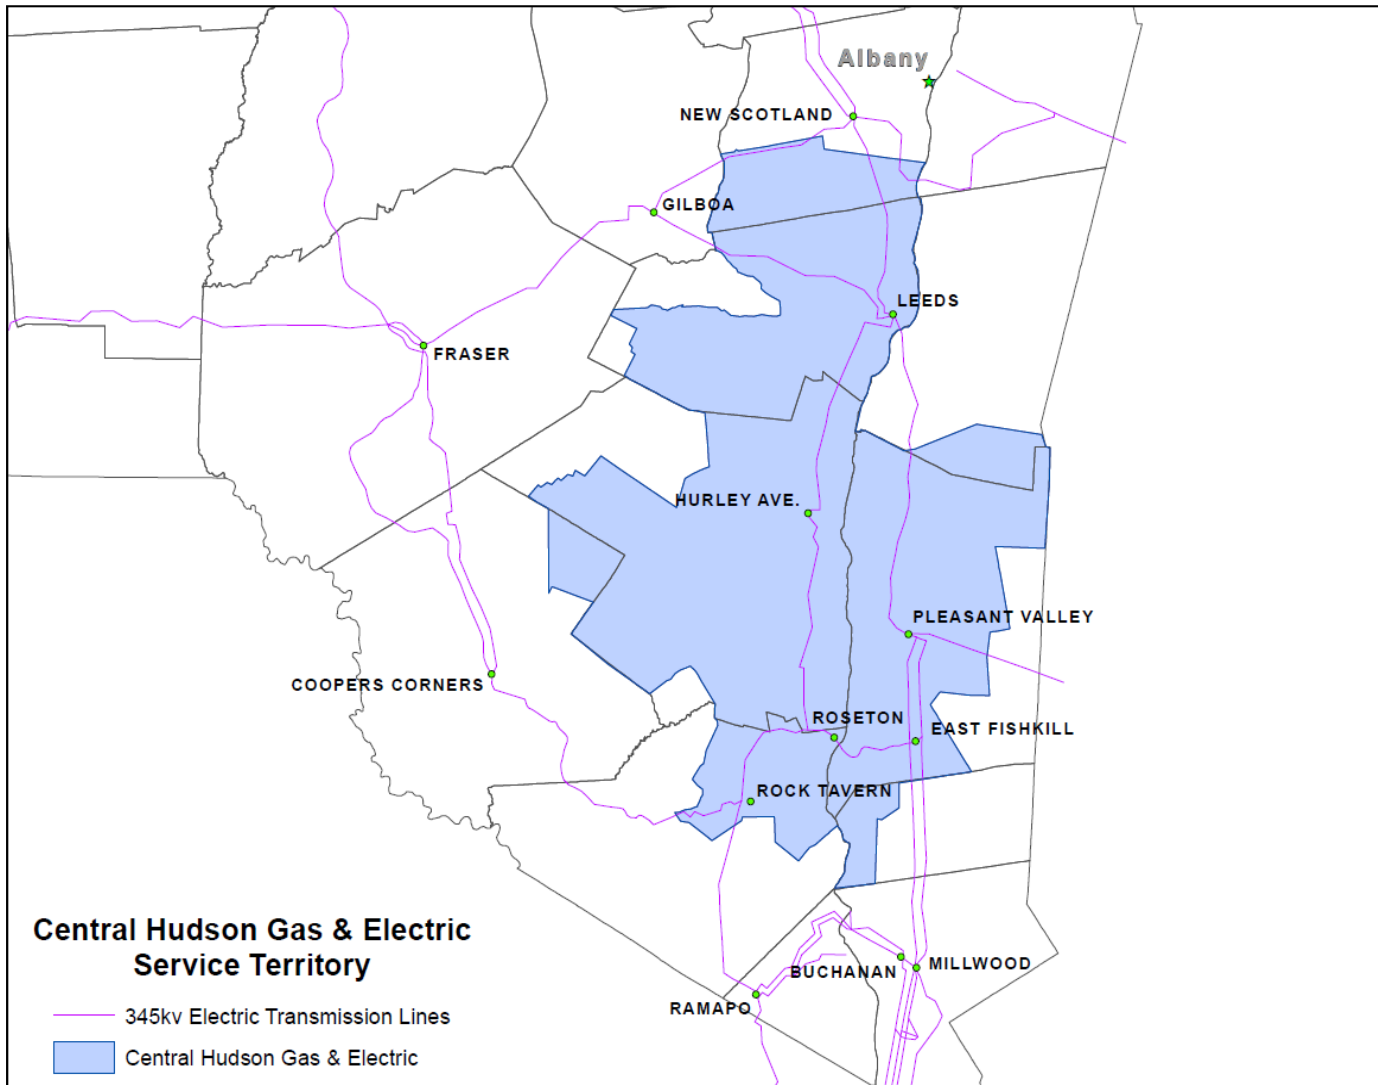 Albany
NEW SCOTLAND
GILBOA
LEEDS
FRASER
HURLEY AVE.
PLEASANT VALLEY
COOPERS CORNERS
ROSETON
EAST FISHKILL
ROCK TAVERN
Central Hudson Gas & Electric
Service Territory
BUCHANAN
MILLWOOD
RAMAPO
345kv Electric Transmission Lines
Central Hudson Gas & Electric